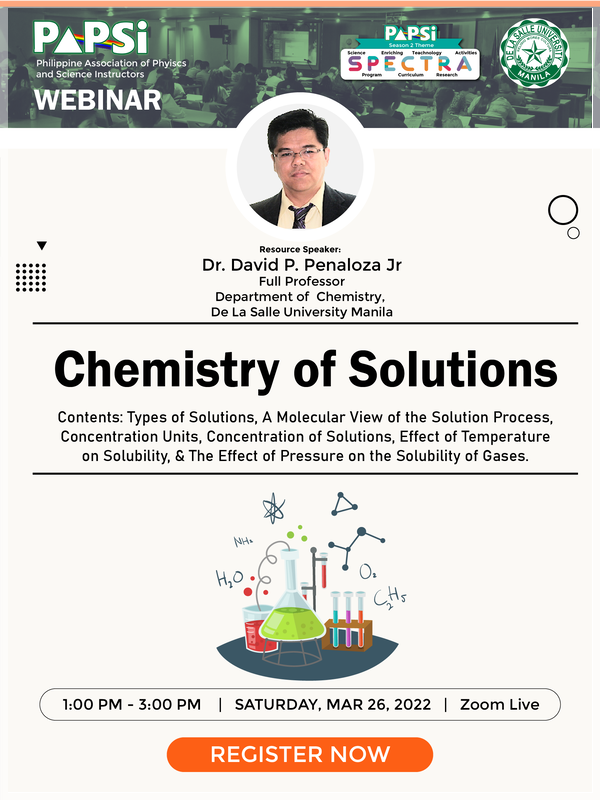 PAPSi
Philippine Association of Phyiscs
and Science Instructors
WEBINAR
PAPSi
Season 2 Theme
Science Enriching Teachnology Activities
SPECTRA
Program Curriculum Research
DE LA SALLE UNIVERSITY
MANILA
Resource Speaker:
Dr. David P. Penaloza Jr
Full Professor
Department of Chemistry,
De La Salle University Manila
Chemistry of Solutions
Contents: Types of Solutions, A Molecular View of the Solution Process,
Concentration Units, Concentration of Solutions, Effect of Temperature
on Solubility, & The Effect of Pressure on the Solubility of Gases.
NH₃
H₂O
O₂
C₂H₅
1:00 PM - 3:00 PM | SATURDAY, MAR 26, 2022 | Zoom Live
REGISTER NOW